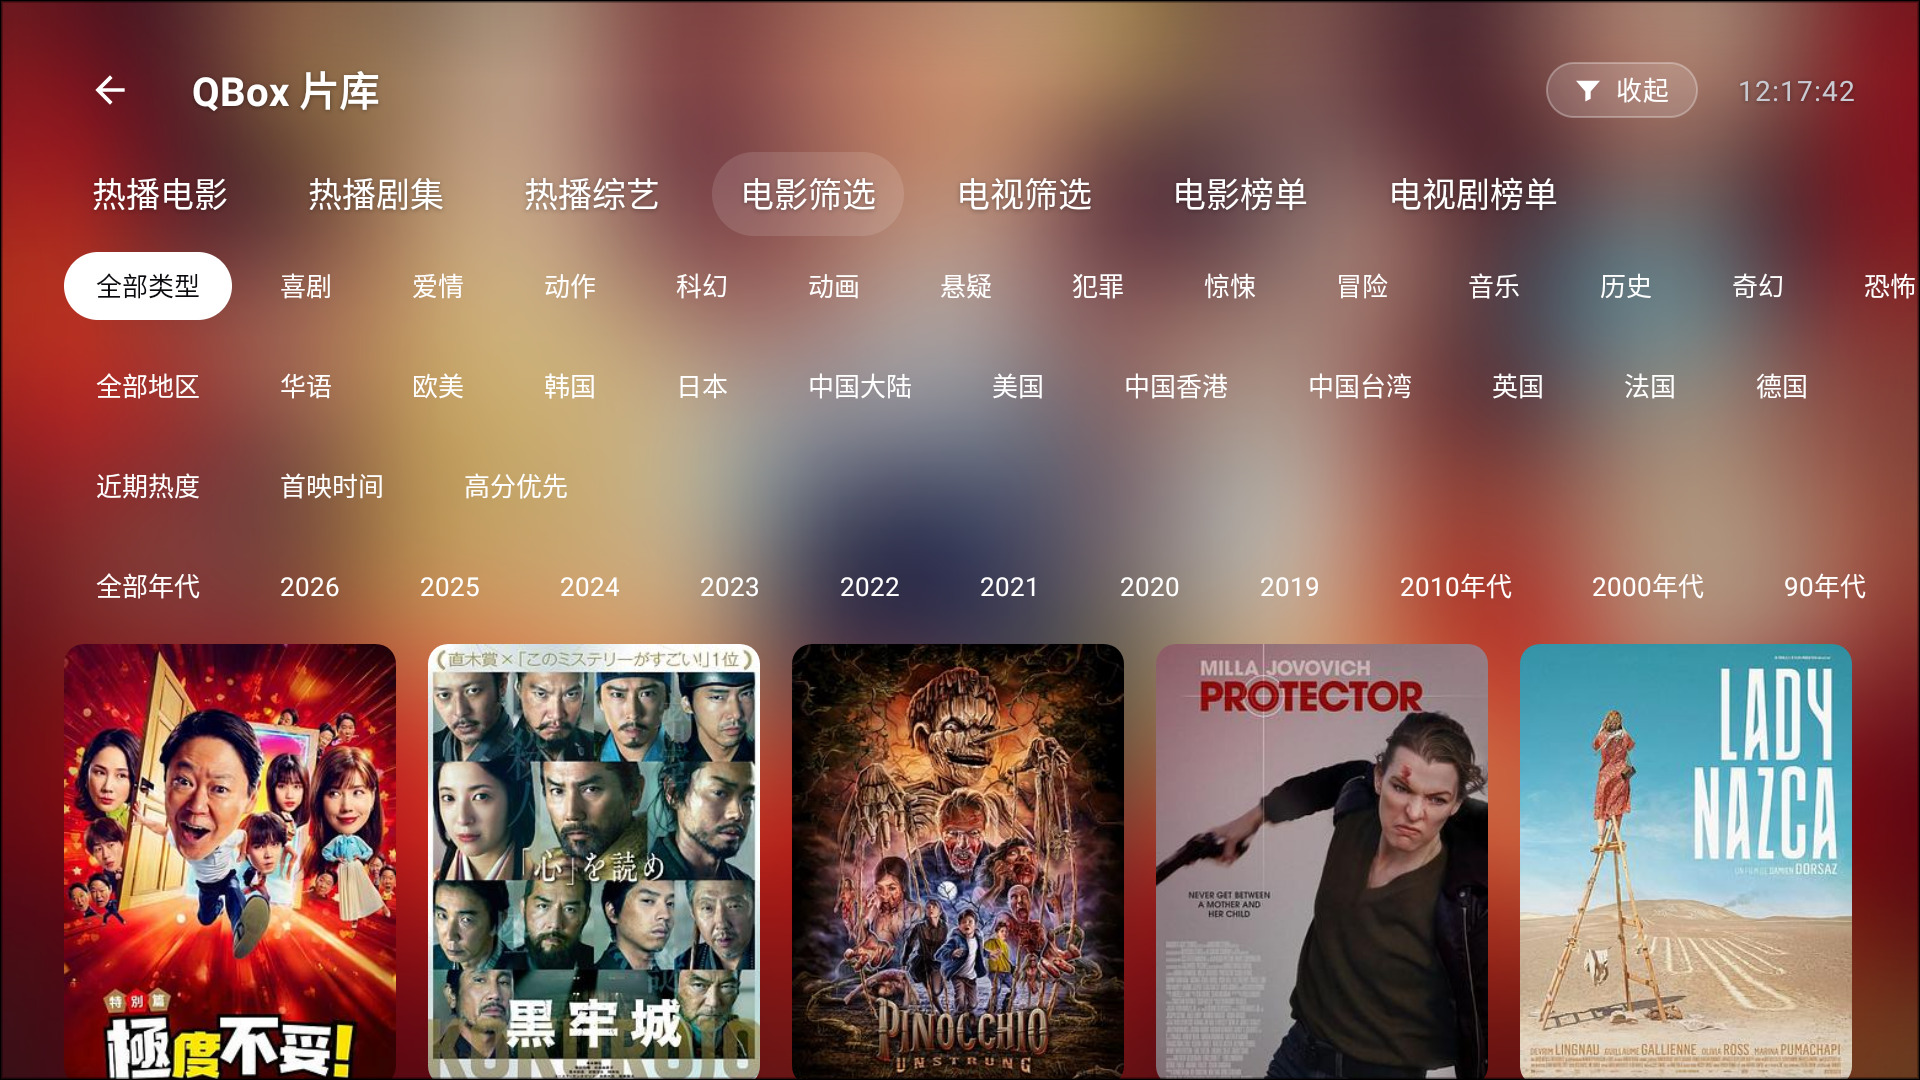 QBox 片库
收起
12:17:42
热播电影 热播剧集 热播综艺 电影筛选 电视筛选 电影榜单 电视剧榜单
全部类型 喜剧 爱情 动作 科幻 动画 悬疑 犯罪 惊悚 冒险 音乐 历史 奇幻 恐怖
全部地区 华语 欧美 韩国 日本 中国大陆 美国 中国香港 中国台湾 英国 法国 德国
近期热度 首映时间 高分优先
全部年代 2026 2025 2024 2023 2022 2021 2020 2019 2010年代 2000年代 90年代
特別篇
極度不妥!
直木賞×「このミステリーがすごい!」1位
「心」を読め
黒牢城
PINOCCHIO
UNSTRUNG
MILLA JOVOVICH
PROTECTOR
NEVER GET BETWEEN
A MOTHER AND
HER CHILD
LADY
NAZCA
UN FILM DE DAMIEN DORSAZ
DEVRIM LINGNAU GUILLAUME GALLIENNE OLIVIA ROSS MARINA PUMACHAPI